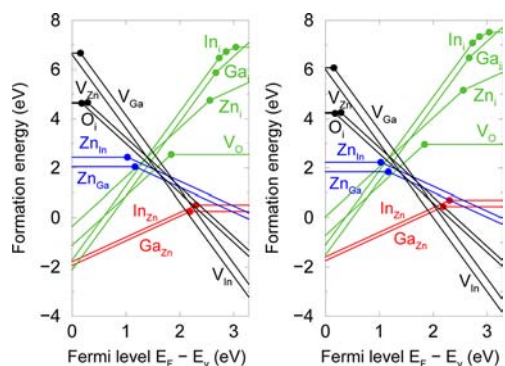 8
6
4
2
0
−2
−4
Formation energy (eV)
In_i
Ga_i
Zn_i
V_Zn
V_Ga
O_i
V_O
Zn_In
Zn_Ga
In_Zn
Ga_Zn
V_In
0 1 2 3
Fermi level E_F − E_v (eV)
8
6
4
2
0
−2
−4
Formation energy (eV)
In_i
Ga_i
V_Zn
V_Ga
Zn_i
O_i
V_O
Zn_In
Zn_Ga
In_Zn
Ga_Zn
V_In
0 1 2 3
Fermi level E_F − E_v (eV)